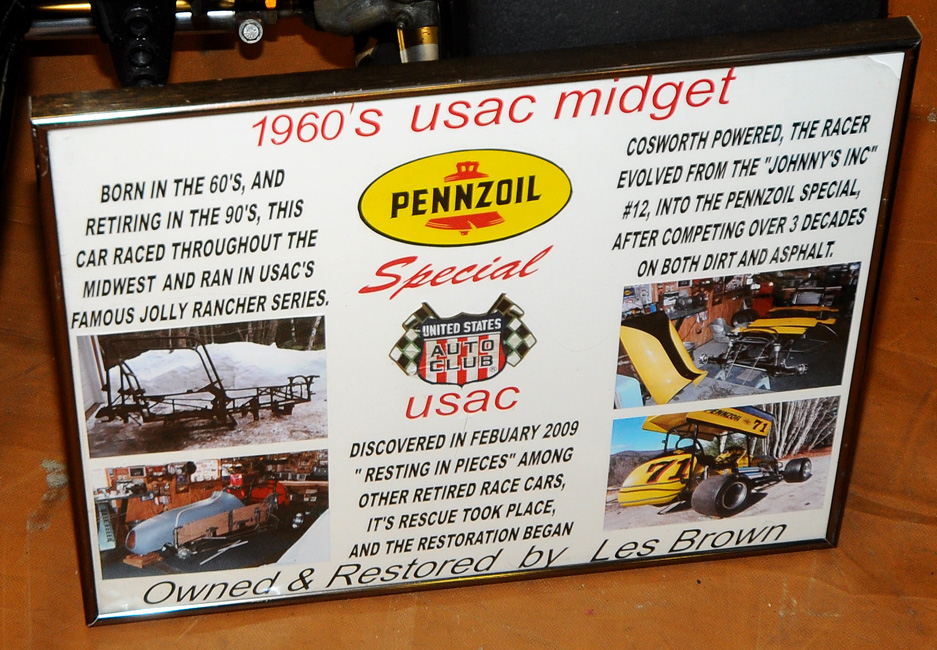 1960's usac midget
BORN IN THE 60'S, AND
RETIRING IN THE 90'S, THIS
CAR RACED THROUGHOUT THE
MIDWEST AND RAN IN USAC'S
FAMOUS JOLLY RANCHER SERIES.
PENNZOIL
Special
UNITED STATES
AUTO
CLUB
®
usac
DISCOVERED IN FEBUARY 2009
" RESTING IN PIECES" AMONG
OTHER RETIRED RACE CARS,
IT'S RESCUE TOOK PLACE,
AND THE RESTORATION BEGAN
COSWORTH POWERED, THE RACER
EVOLVED FROM THE "JOHNNY'S INC"
#12, INTO THE PENNZOIL SPECIAL,
AFTER COMPETING OVER 3 DECADES
ON BOTH DIRT AND ASPHALT.
PENNZOIL 71
71
Owned & Restored by Les Brown